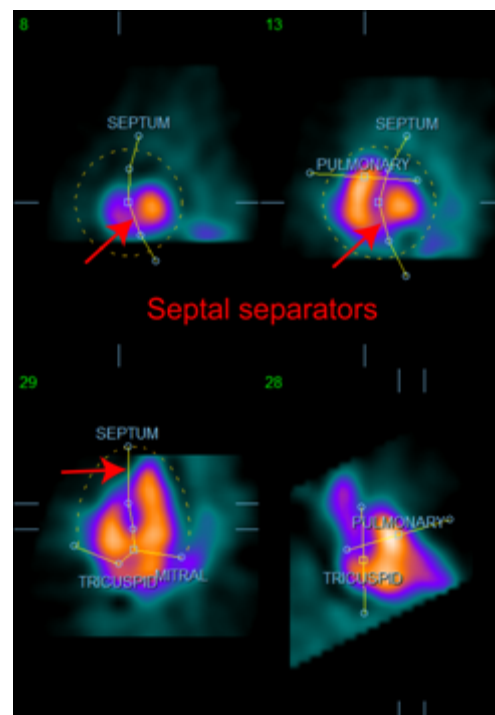 8
13
SEPTUM
SEPTUM
PULMONARY
Septal separators
29
28
SEPTUM
PULMONARY
TRICUSPID
MITRAL
TRICUSPID